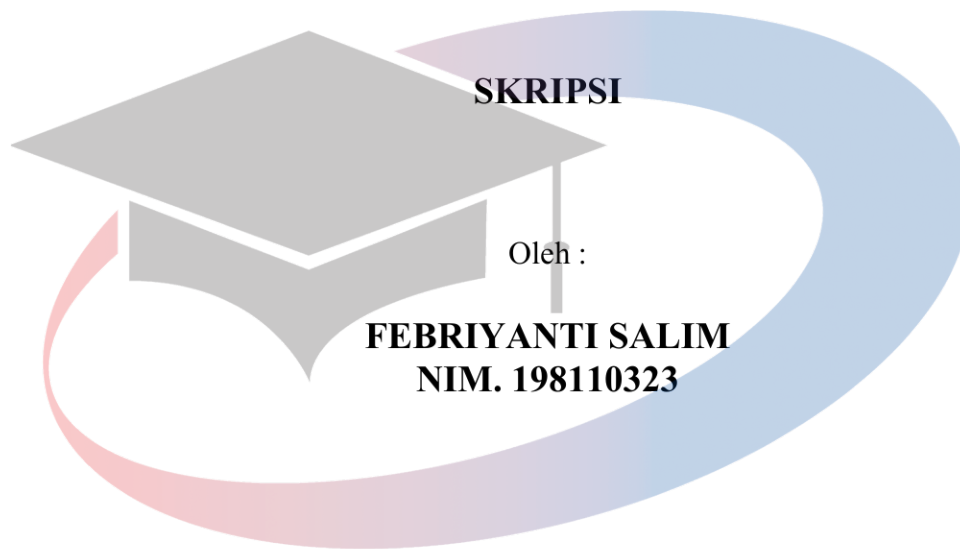 SKRIPSI
Oleh :
FEBRIYANTI SALIM
NIM. 198110323